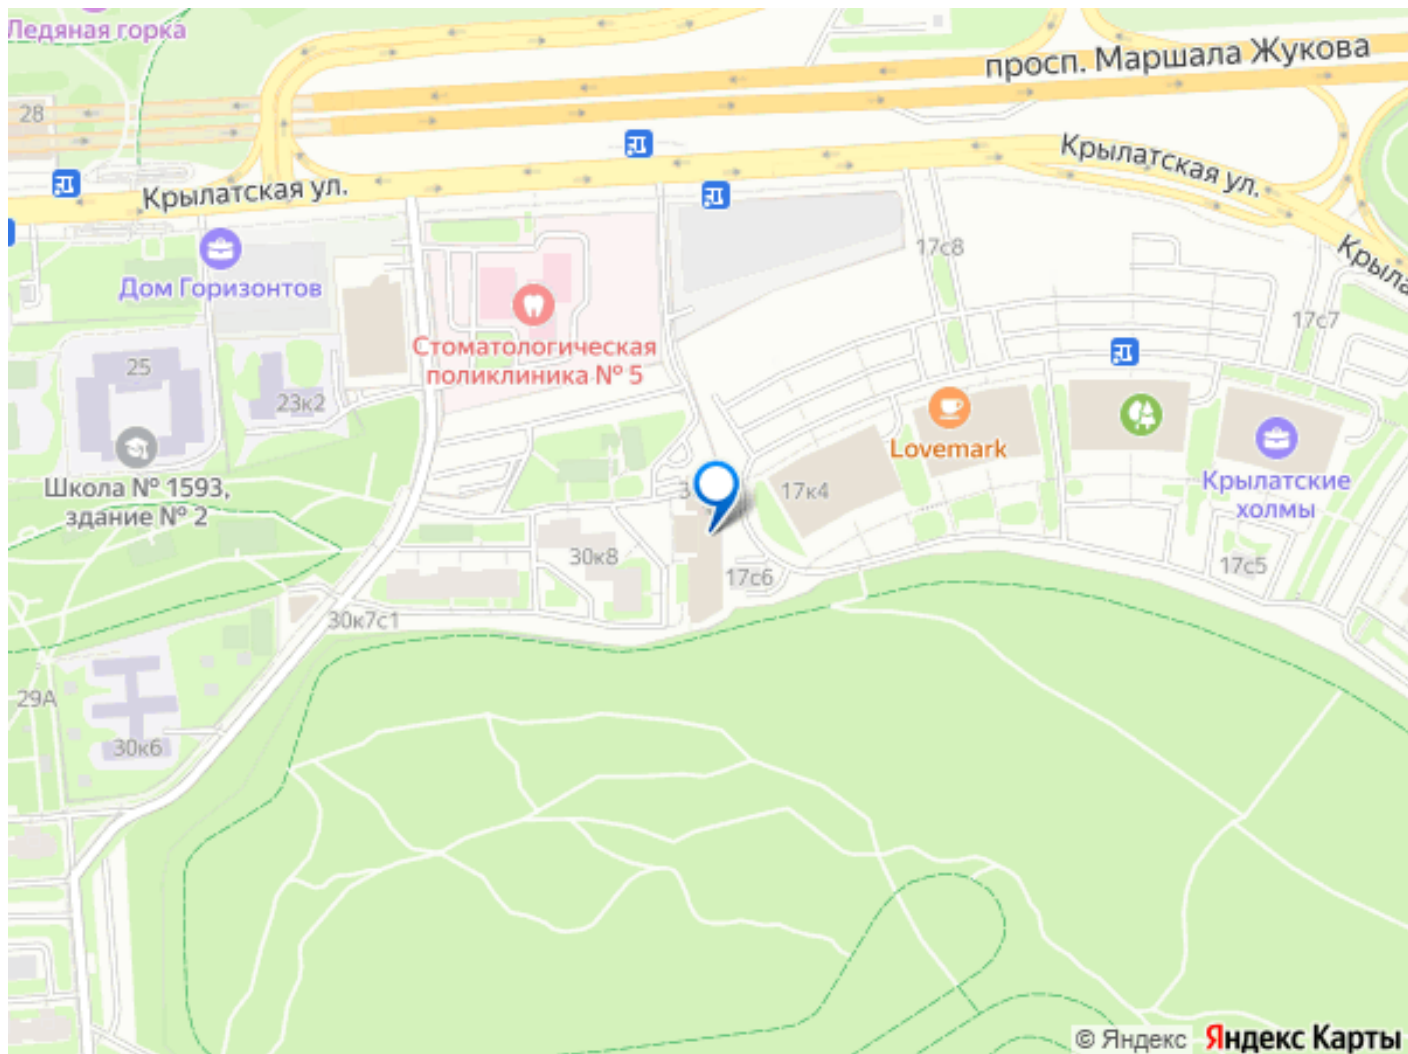 Ледяная горка
просп. Маршала Жукова
28
Крылатская ул.
Крылатская ул.
17с8
Дом Горизонтов
17с7
Стоматологическая
поликлиника № 5
25
23к2
Lovemark
Школа № 1593,
здание № 2
17к4
Крылатские
холмы
30к8
17с6
17с5
30к7с1
29А
30к6
© Яндекс
Яндекс Карты